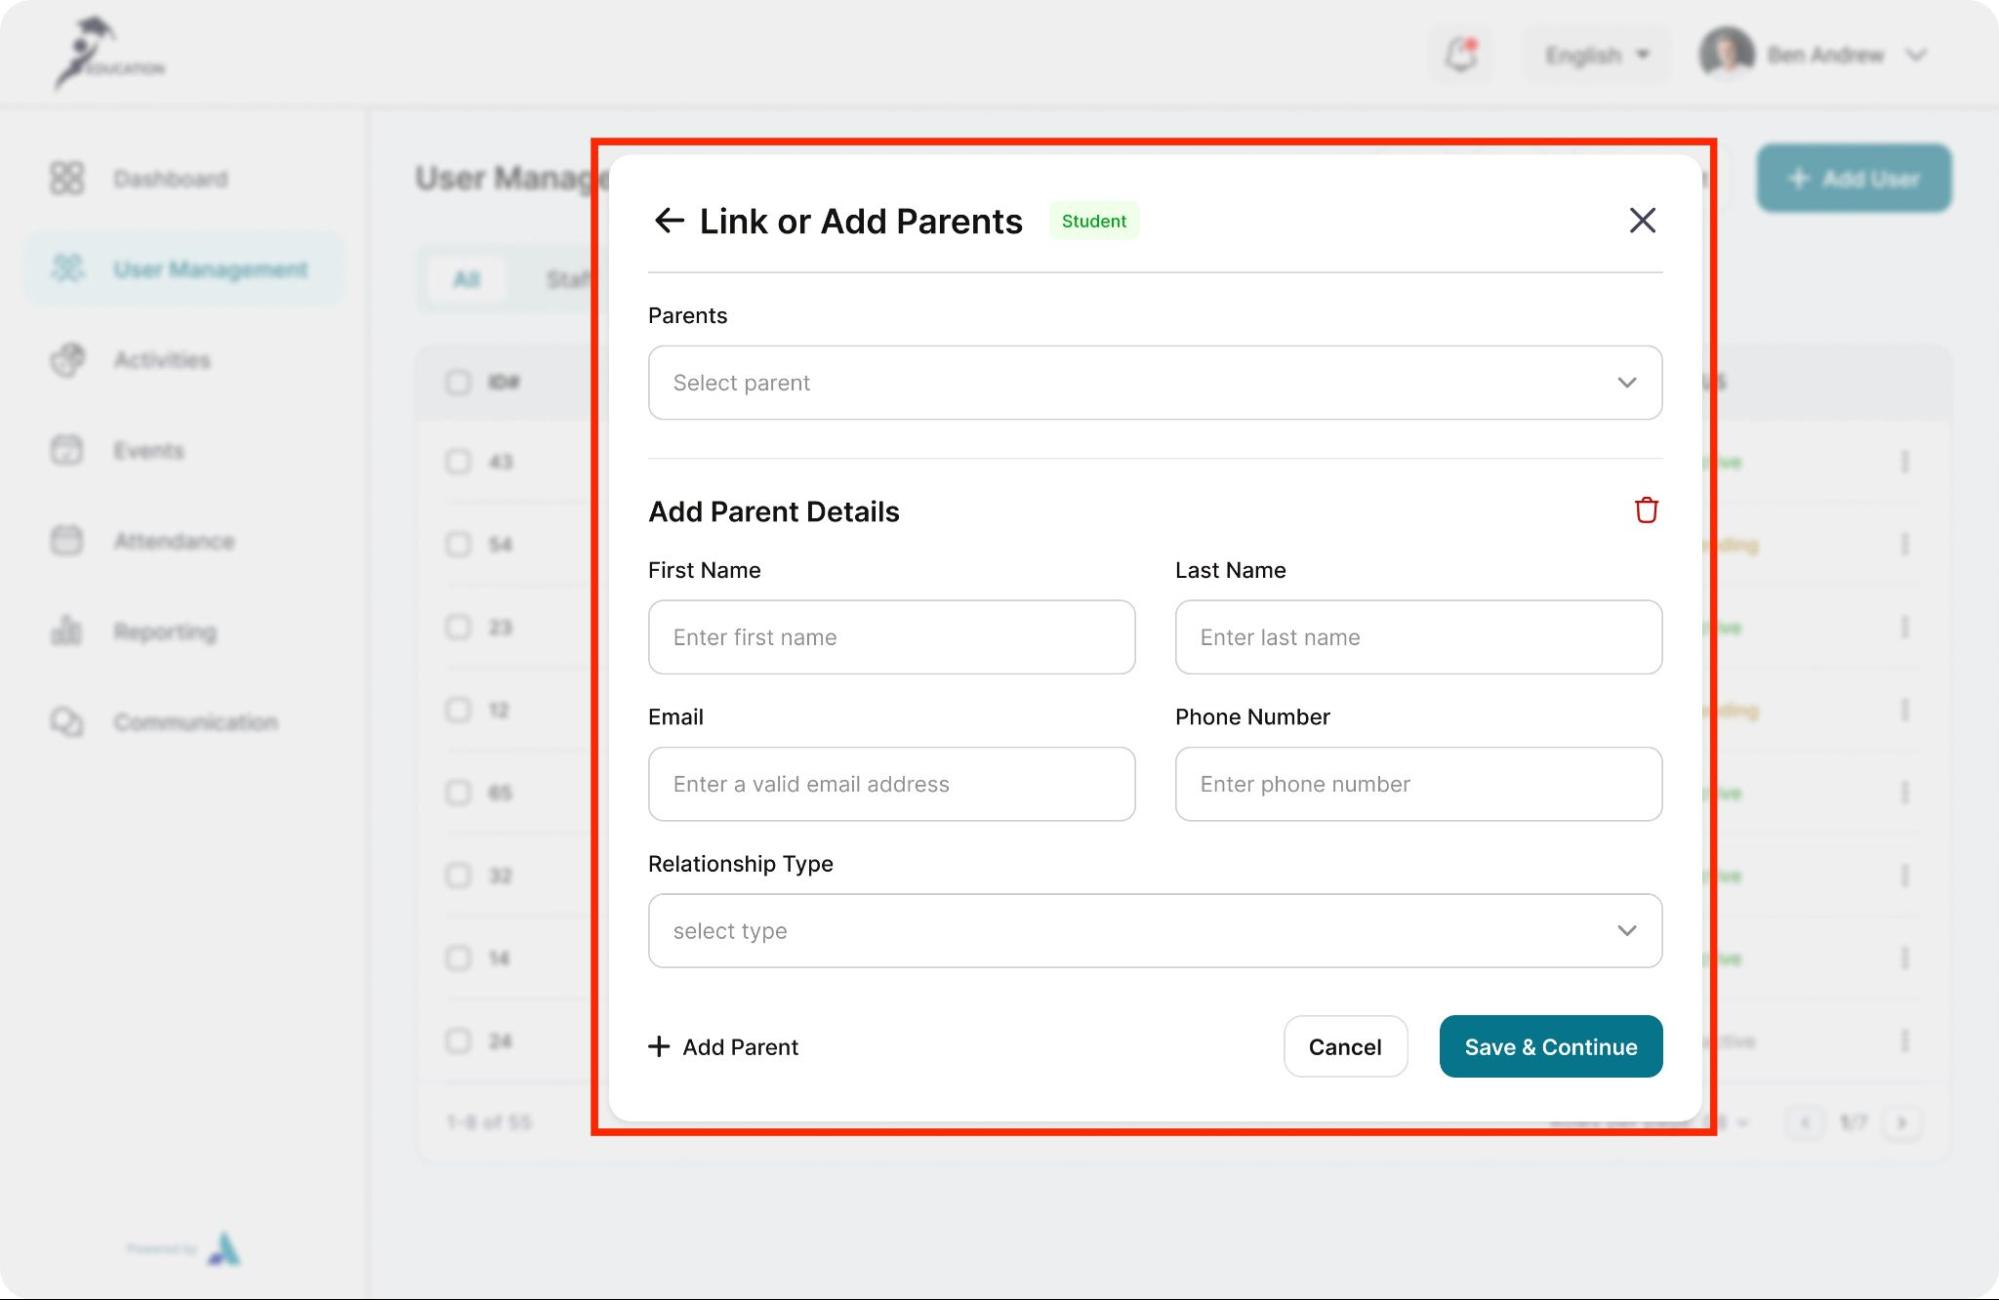 EDUCATION
English
Ben Andrew
Dashboard
User Management
Activities
Events
Attendance
Reporting
Communication
Powered by
User Manage
Add User
All
Staff
ID#
43
54
23
12
65
32
14
24
1-8 of 55
1/7
Link or Add Parents
Student
Parents
Select parent
Add Parent Details
First Name
Last Name
Enter first name
Enter last name
Email
Phone Number
Enter a valid email address
Enter phone number
Relationship Type
select type
Add Parent
Cancel
Save & Continue